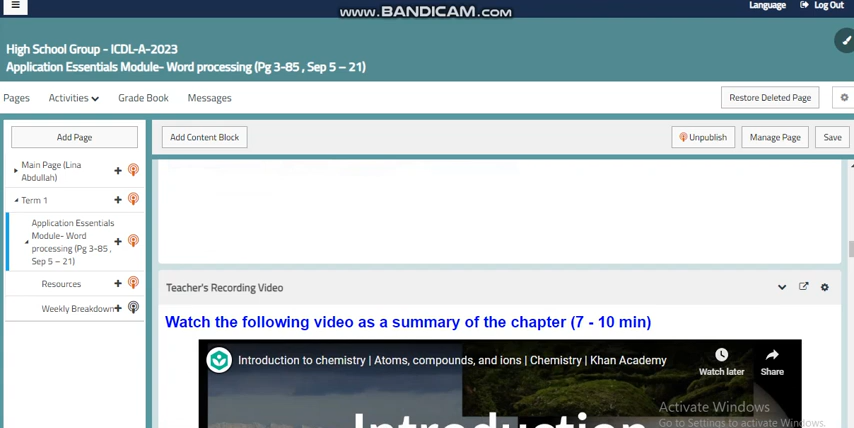 WWW.BANDICAM.COM
Language Log Out
High School Group - ICDL-A-2023
Application Essentials Module- Word processing (Pg 3-85 , Sep 5 – 21)
Pages Activities Grade Book Messages Restore Deleted Page
Add Page Add Content Block Unpublish Manage Page Save
Main Page (Lina
Abdullah)
Term 1
Application Essentials
Module- Word
processing (Pg 3-85 ,
Sep 5 – 21)
Resources
Weekly Breakdown
Teacher's Recording Video
Watch the following video as a summary of the chapter (7 - 10 min)
Introduction to chemistry | Atoms, compounds, and ions | Chemistry | Khan Academy
Watch later Share
Introduction
Activate Windows
Go to Settings to activate Windows.